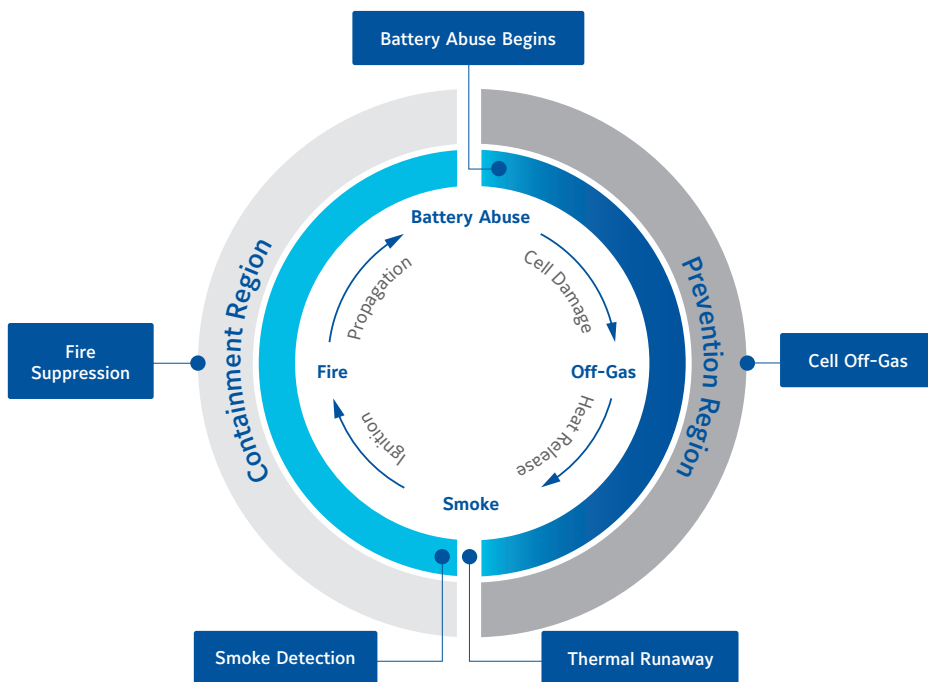 Battery Abuse Begins
Battery Abuse
Cell Damage
Propagation
Containment Region
Prevention Region
Fire
Suppression
Fire
Off-Gas
Cell Off-Gas
Ignition
Heat Release
Smoke
Smoke Detection
Thermal Runaway